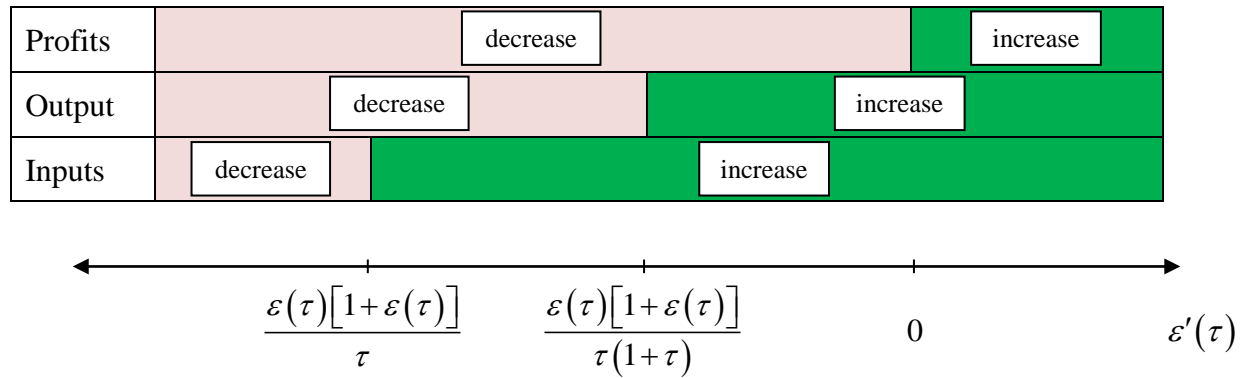 Profits decrease increase
Output decrease increase
Inputs decrease increase
ε(τ)[1+ε(τ)] / τ ε(τ)[1+ε(τ)] / τ(1+τ) 0 ε′(τ)